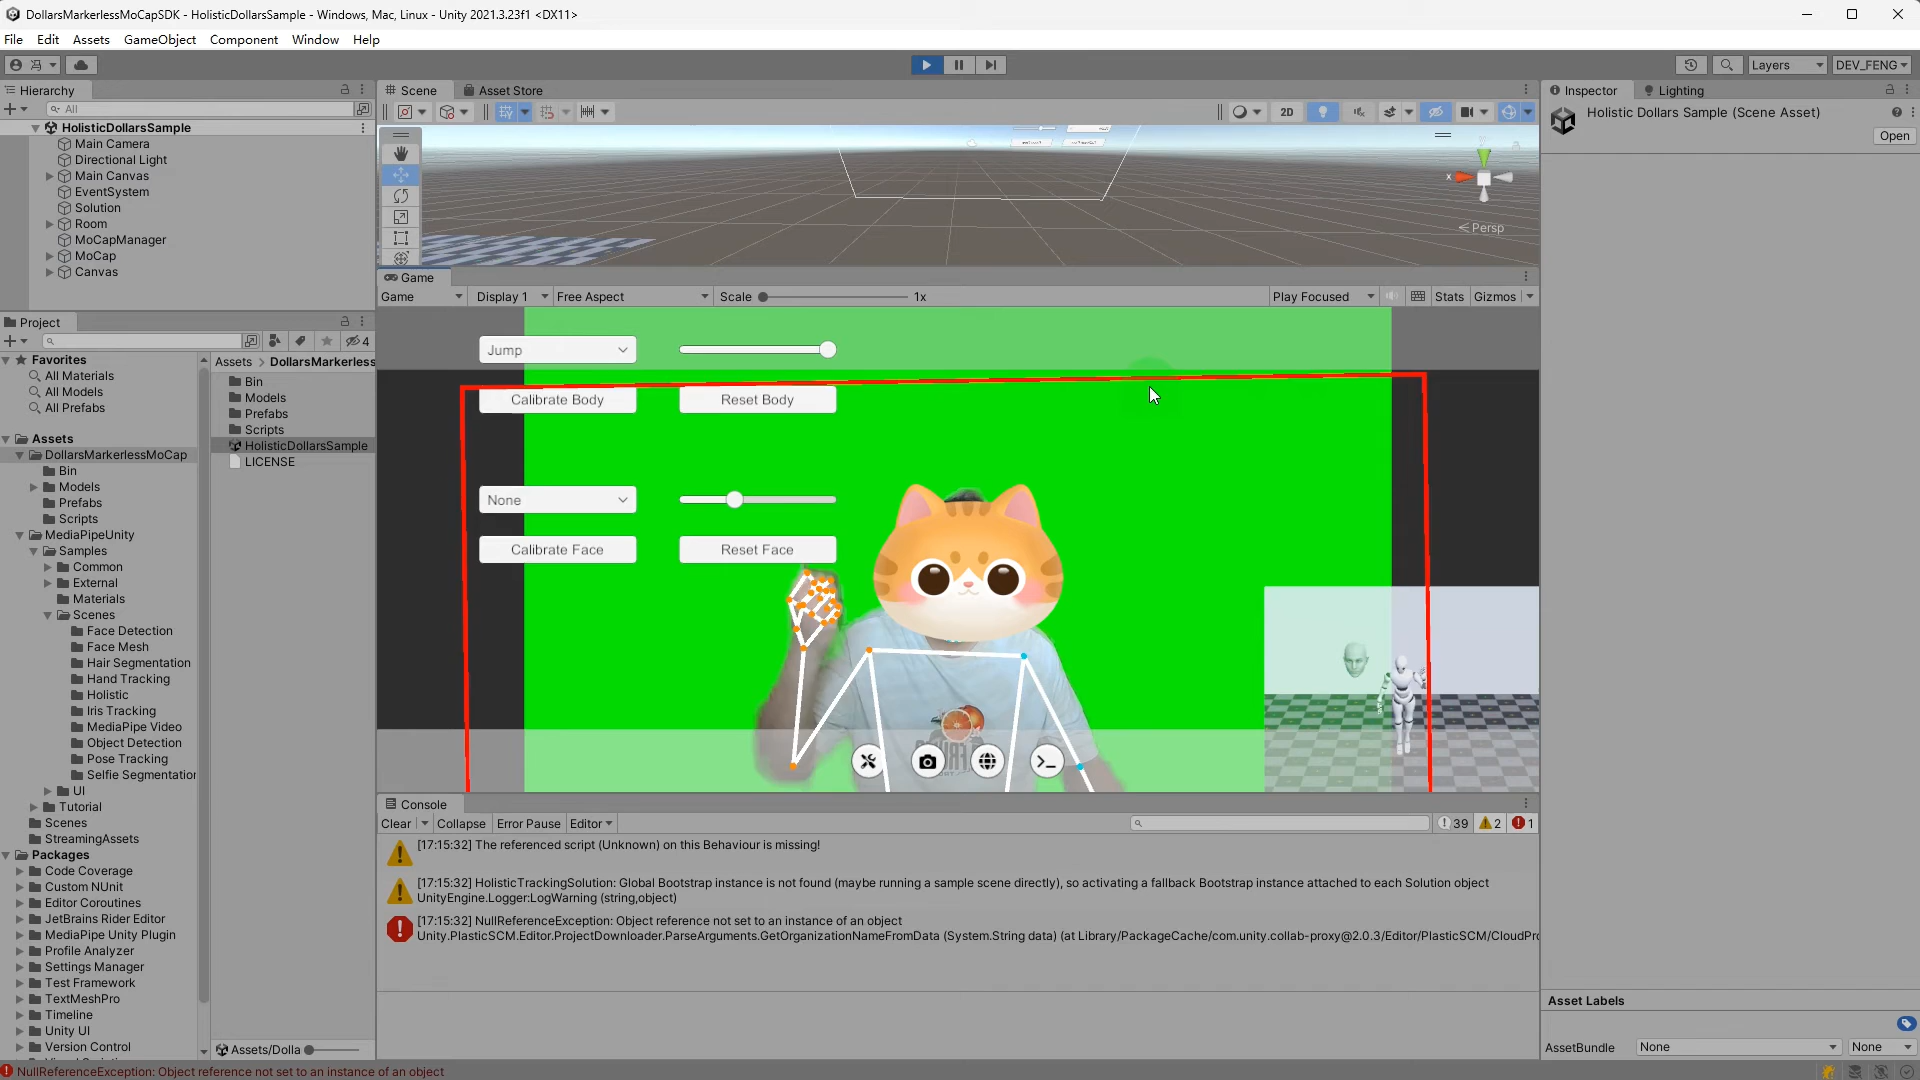 DollarsMarkerlessMoCapSDK - HolisticDollarsSample - Windows, Mac, Linux - Unity 2021.3.23f1 <DX11>
File Edit Assets GameObject Component Window Help
Layers DEV_FENG
Hierarchy
All
HolisticDollarsSample
Main Camera
Directional Light
Main Canvas
EventSystem
Solution
Room
MoCapManager
MoCap
Canvas
Project
4
Favorites
All Materials
All Models
All Prefabs
Assets
DollarsMarkerlessMoCap
Bin
Models
Prefabs
Scripts
MediaPipeUnity
Samples
Common
External
Materials
Scenes
Face Detection
Face Mesh
Hair Segmentation
Hand Tracking
Holistic
Iris Tracking
MediaPipe Video
Object Detection
Pose Tracking
Selfie Segmentation
UI
Tutorial
Scenes
StreamingAssets
Packages
Code Coverage
Custom NUnit
Editor Coroutines
JetBrains Rider Editor
MediaPipe Unity Plugin
Profile Analyzer
Settings Manager
Test Framework
TextMeshPro
Timeline
Unity UI
Version Control
Assets > DollarsMarkerless
Bin
Models
Prefabs
Scripts
HolisticDollarsSample
LICENSE
Assets/Dolla
Scene Asset Store
2D
x
< Persp
Game
Game Display 1 Free Aspect Scale 1x Play Focused Stats Gizmos
Jump
Calibrate Body Reset Body
None
Calibrate Face Reset Face
Console
Clear Collapse Error Pause Editor 39 2 1
[17:15:32] The referenced script (Unknown) on this Behaviour is missing!
[17:15:32] HolisticTrackingSolution: Global Bootstrap instance is not found (maybe running a sample scene directly), so activating a fallback Bootstrap instance attached to each Solution object
UnityEngine.Logger:LogWarning (string,object)
[17:15:32] NullReferenceException: Object reference not set to an instance of an object
Unity.PlasticSCM.Editor.ProjectDownloader.ParseArguments.GetOrganizationNameFromData (System.String data) (at Library/PackageCache/com.unity.collab-proxy@2.0.3/Editor/PlasticSCM/CloudPro
Inspector Lighting
Holistic Dollars Sample (Scene Asset)
Open
Asset Labels
AssetBundle None None
NullReferenceException: Object reference not set to an instance of an object